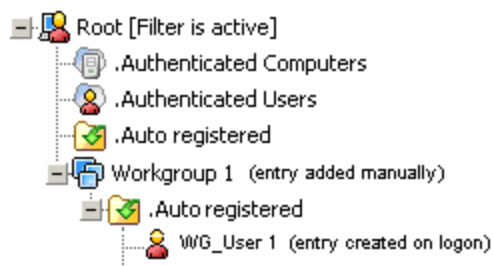 Root [Filter is active]
.Authenticated Computers
.Authenticated Users
.Auto registered
Workgroup 1 (entry added manually)
.Auto registered
WG_User 1 (entry created on logon)